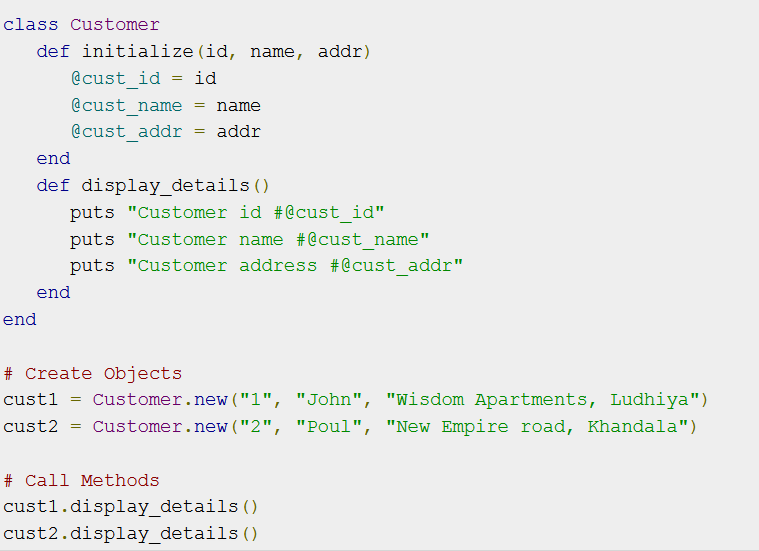 class Customer
   def initialize(id, name, addr)
      @cust_id = id
      @cust_name = name
      @cust_addr = addr
   end
   def display_details()
      puts "Customer id #@cust_id"
      puts "Customer name #@cust_name"
      puts "Customer address #@cust_addr"
   end
end

# Create Objects
cust1 = Customer.new("1", "John", "Wisdom Apartments, Ludhiya")
cust2 = Customer.new("2", "Poul", "New Empire road, Khandala")

# Call Methods
cust1.display_details()
cust2.display_details()